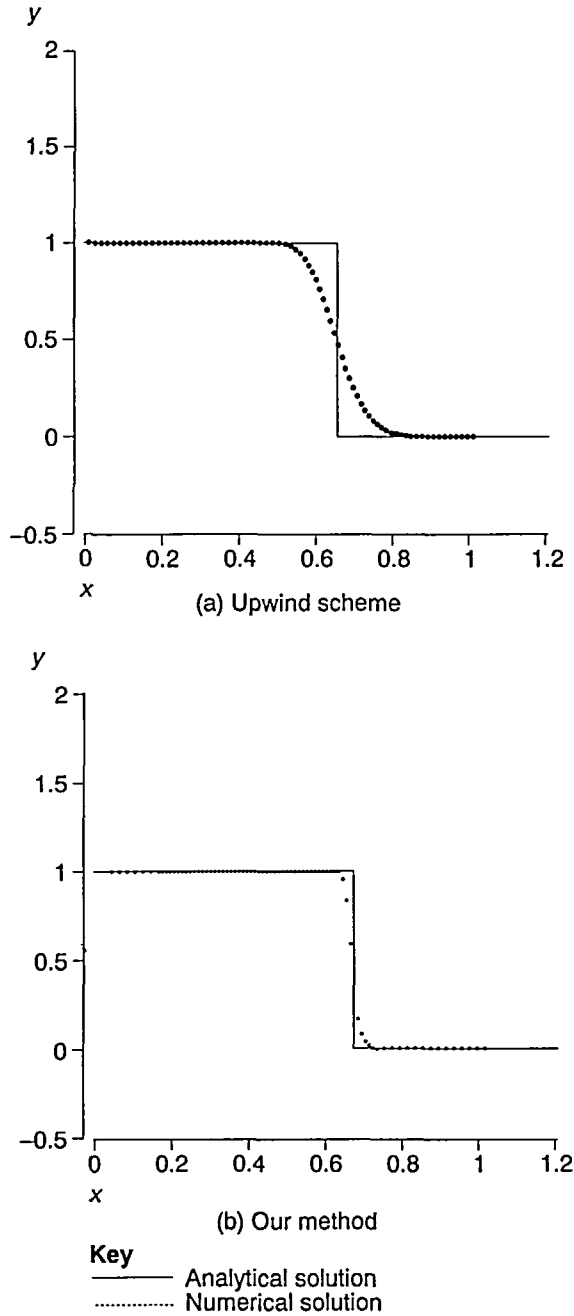 y
2
1.5
1
0.5
0
−0.5
0 0.2 0.4 0.6 0.8 1 1.2
x
(a) Upwind scheme
y
2
1.5
1
0.5
0
−0.5
0 0.2 0.4 0.6 0.8 1 1.2
x
(b) Our method
Key
Analytical solution
Numerical solution